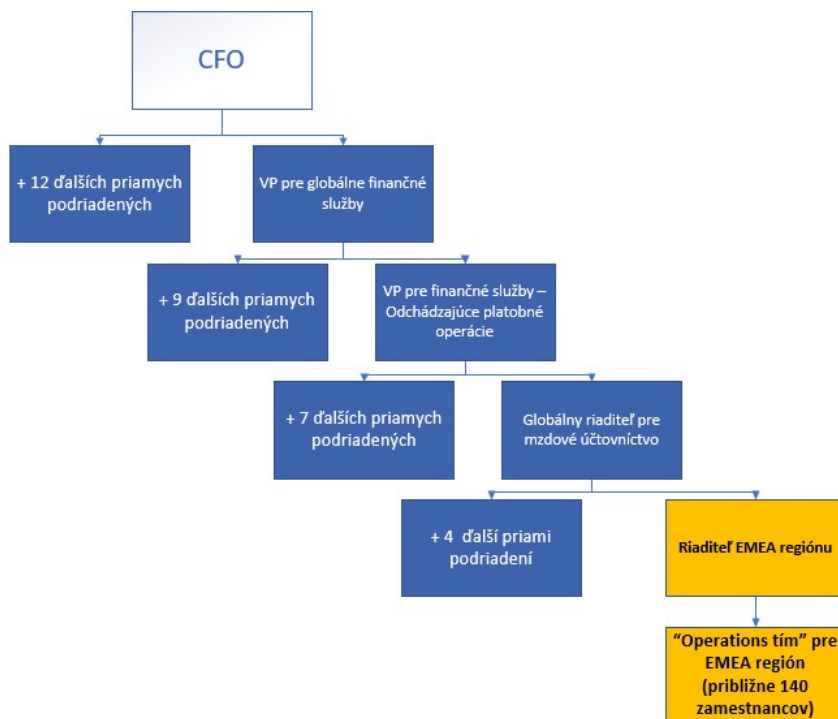 CFO
+ 12 ďalších priamych
podriadených
VP pre globálne finančné
služby
+ 9 ďalších priamych
podriadených
VP pre finančné služby –
Odchádzajúce platobné
operácie
+ 7 ďalších priamych
podriadených
Globálny riaditeľ pre
mzdové účtovníctvo
+ 4 ďalší priami
podriadení
Riaditeľ EMEA regiónu
“Operations tím” pre
EMEA región
(približne 140
zamestnancov)